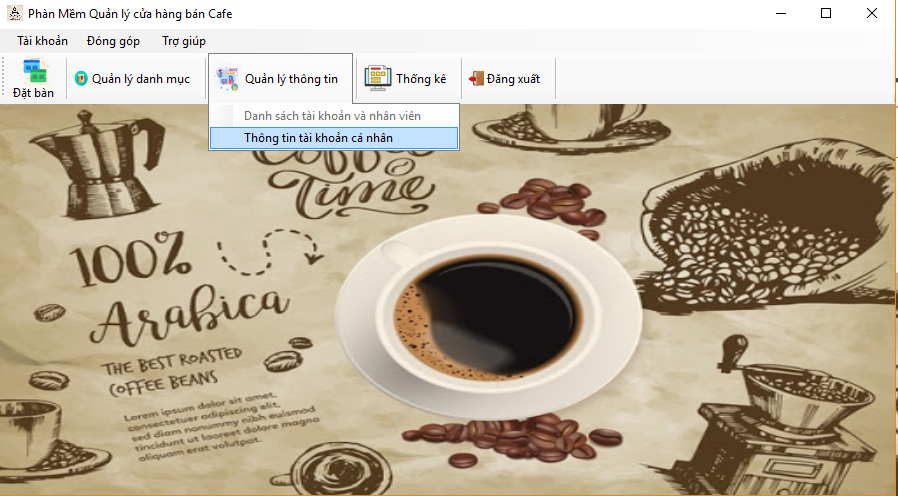 Phàn Mềm Quản lý cửa hàng bán Cafe
Tài khoản Đóng góp Trợ giúp
Đặt bàn Quản lý danh mục Quản lý thông tin Thống kê Đăng xuất
Danh sách tài khoản và nhân viên
Thông tin tài khoản cá nhân
Coffee
Time
100%
Arabica
THE BEST ROASTED
COFFEE BEANS
Lorem ipsum dolor sit amet,
consectetuer adipiscing elit,
sed diam nonummy nibh euismod
tincidunt ut laoreet dolore magna
aliquam erat volutpat.